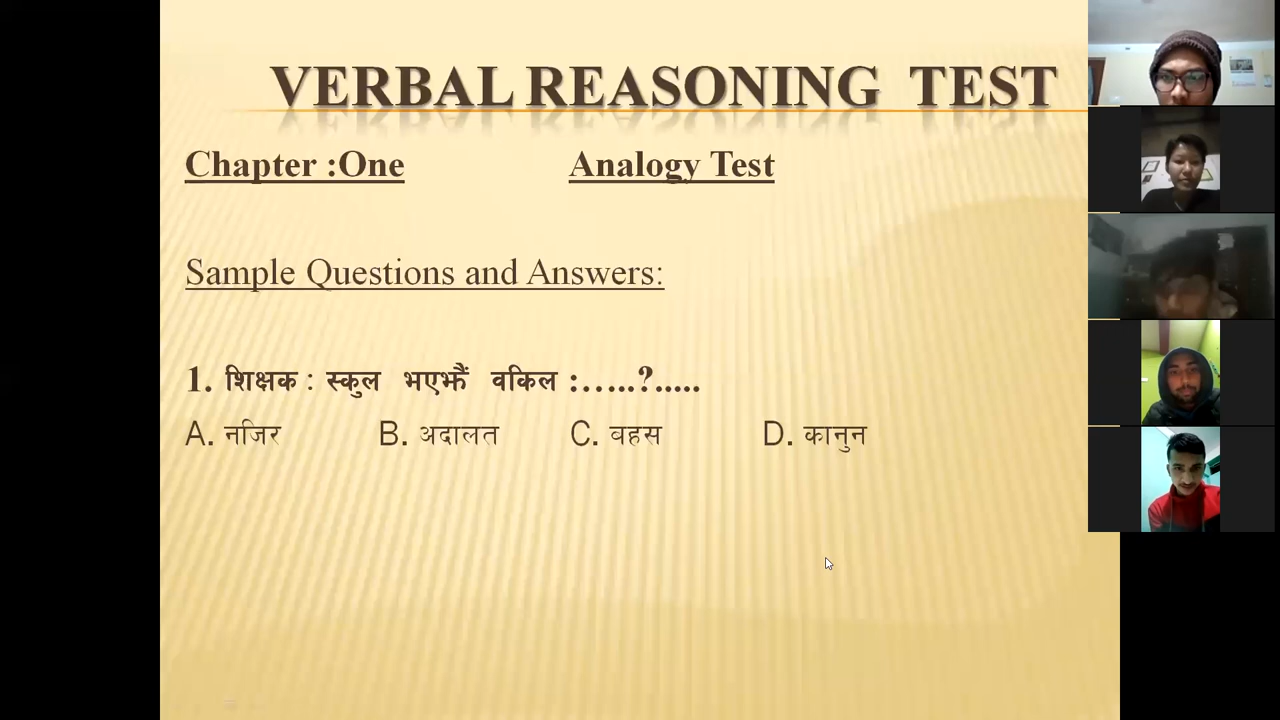 VERBAL REASONING TEST
Chapter :One Analogy Test
Sample Questions and Answers:
1. शिक्षक : स्कुल भएझैं वकिल :…..?.....
A. नजिर B. अदालत C. वहस D. कानुन